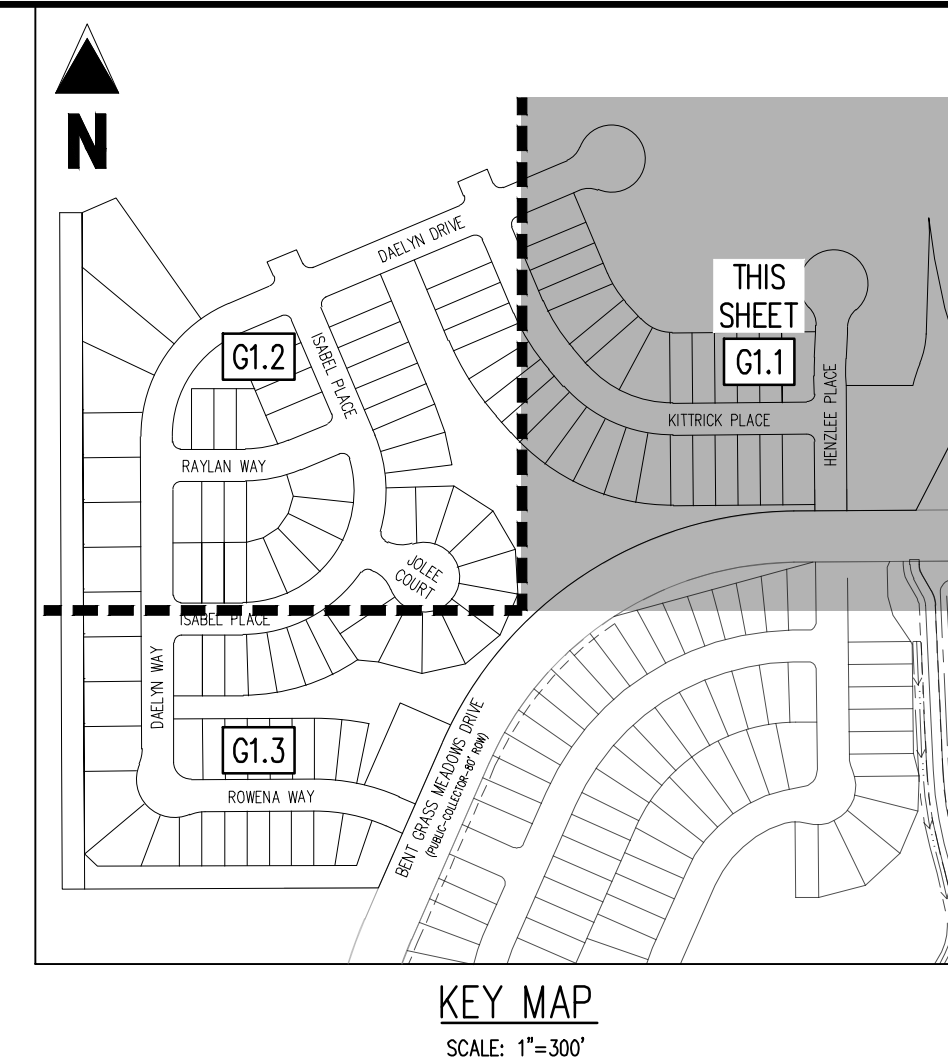 N
DAELYN DRIVE
THIS
SHEET
G1.1
G1.2
ISABEL PLACE
HENZLEE PLACE
KITTRICK PLACE
RAYLAN WAY
JOLEE
COURT
ISABEL PLACE
DAELYN WAY
G1.3
ROWENA WAY
BENT GRASS MEADOWS DRIVE
(PUBLIC-COLLECTOR-80' ROW)
KEY MAP
SCALE: 1"=300'